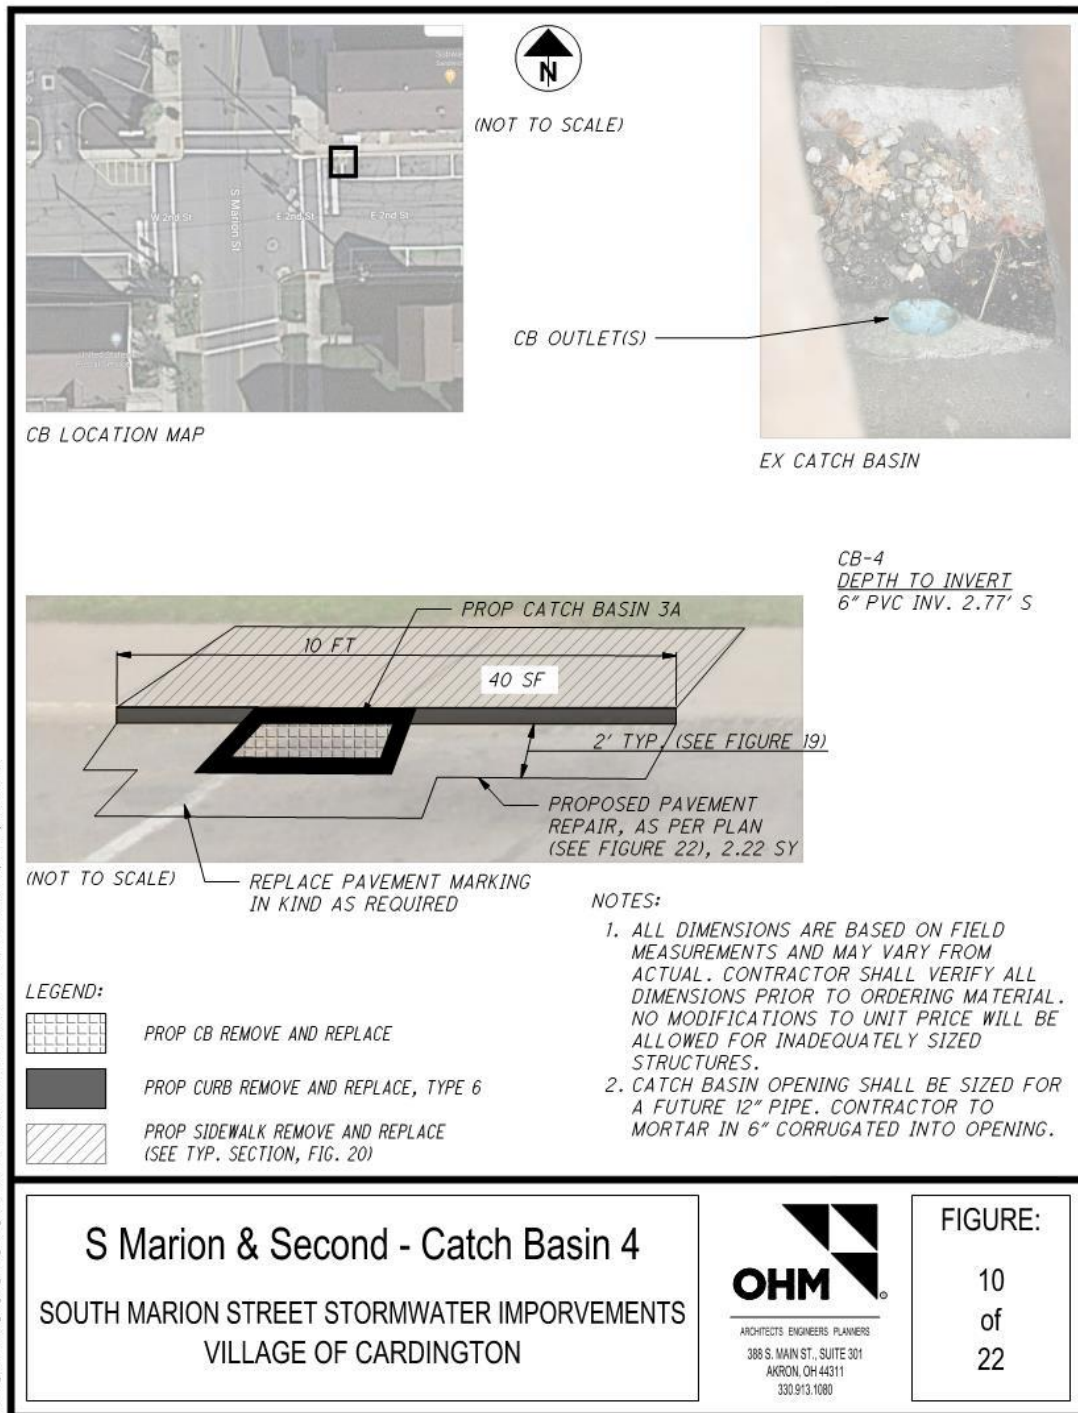 N
(NOT TO SCALE)
W 2nd St
S Marion St
E 2nd St
E 2nd St
CB OUTLET(S)
CB LOCATION MAP
EX CATCH BASIN
CB-4
DEPTH TO INVERT
6" PVC INV. 2.77' S
PROP CATCH BASIN 3A
10 FT
40 SF
2' TYP. (SEE FIGURE 19)
PROPOSED PAVEMENT
REPAIR, AS PER PLAN
(SEE FIGURE 22), 2.22 SY
(NOT TO SCALE)
REPLACE PAVEMENT MARKING
IN KIND AS REQUIRED
NOTES:
1. ALL DIMENSIONS ARE BASED ON FIELD
MEASUREMENTS AND MAY VARY FROM
ACTUAL. CONTRACTOR SHALL VERIFY ALL
DIMENSIONS PRIOR TO ORDERING MATERIAL.
NO MODIFICATIONS TO UNIT PRICE WILL BE
ALLOWED FOR INADEQUATELY SIZED
STRUCTURES.
2. CATCH BASIN OPENING SHALL BE SIZED FOR
A FUTURE 12" PIPE. CONTRACTOR TO
MORTAR IN 6" CORRUGATED INTO OPENING.
LEGEND:
PROP CB REMOVE AND REPLACE
PROP CURB REMOVE AND REPLACE, TYPE 6
PROP SIDEWALK REMOVE AND REPLACE
(SEE TYP. SECTION, FIG. 20)
S Marion & Second - Catch Basin 4
SOUTH MARION STREET STORMWATER IMPORVEMENTS
VILLAGE OF CARDINGTON
OHM
ARCHITECTS ENGINEERS PLANNERS
388 S. MAIN ST., SUITE 301
AKRON, OH 44311
330.913.1080
FIGURE:
10
of
22